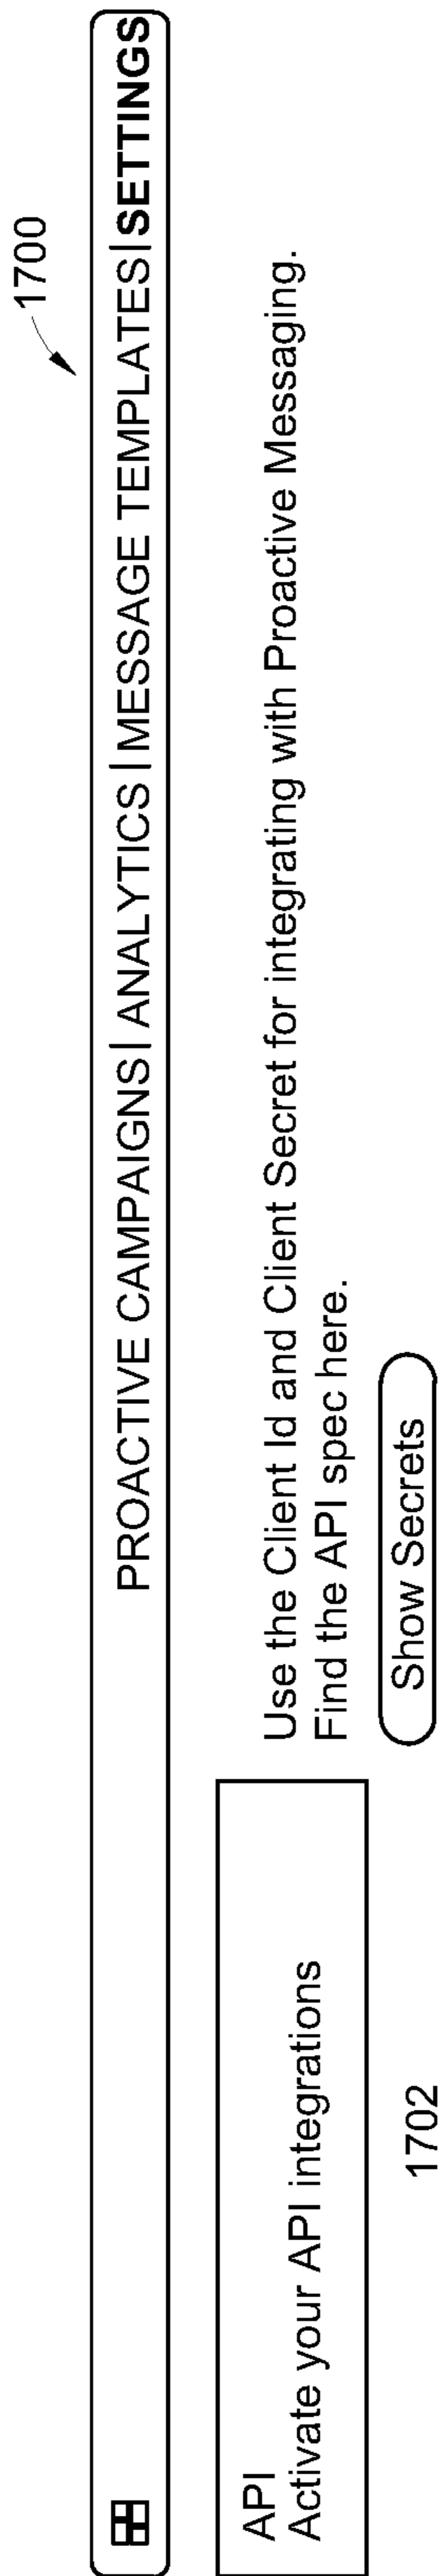 1700
PROACTIVE CAMPAIGNS| ANALYTICS |MESSAGE TEMPLATES|SETTINGS
API
Activate your API integrations
Use the Client Id and Client Secret for integrating with Proactive Messaging.
Find the API spec here.
Show Secrets
1702